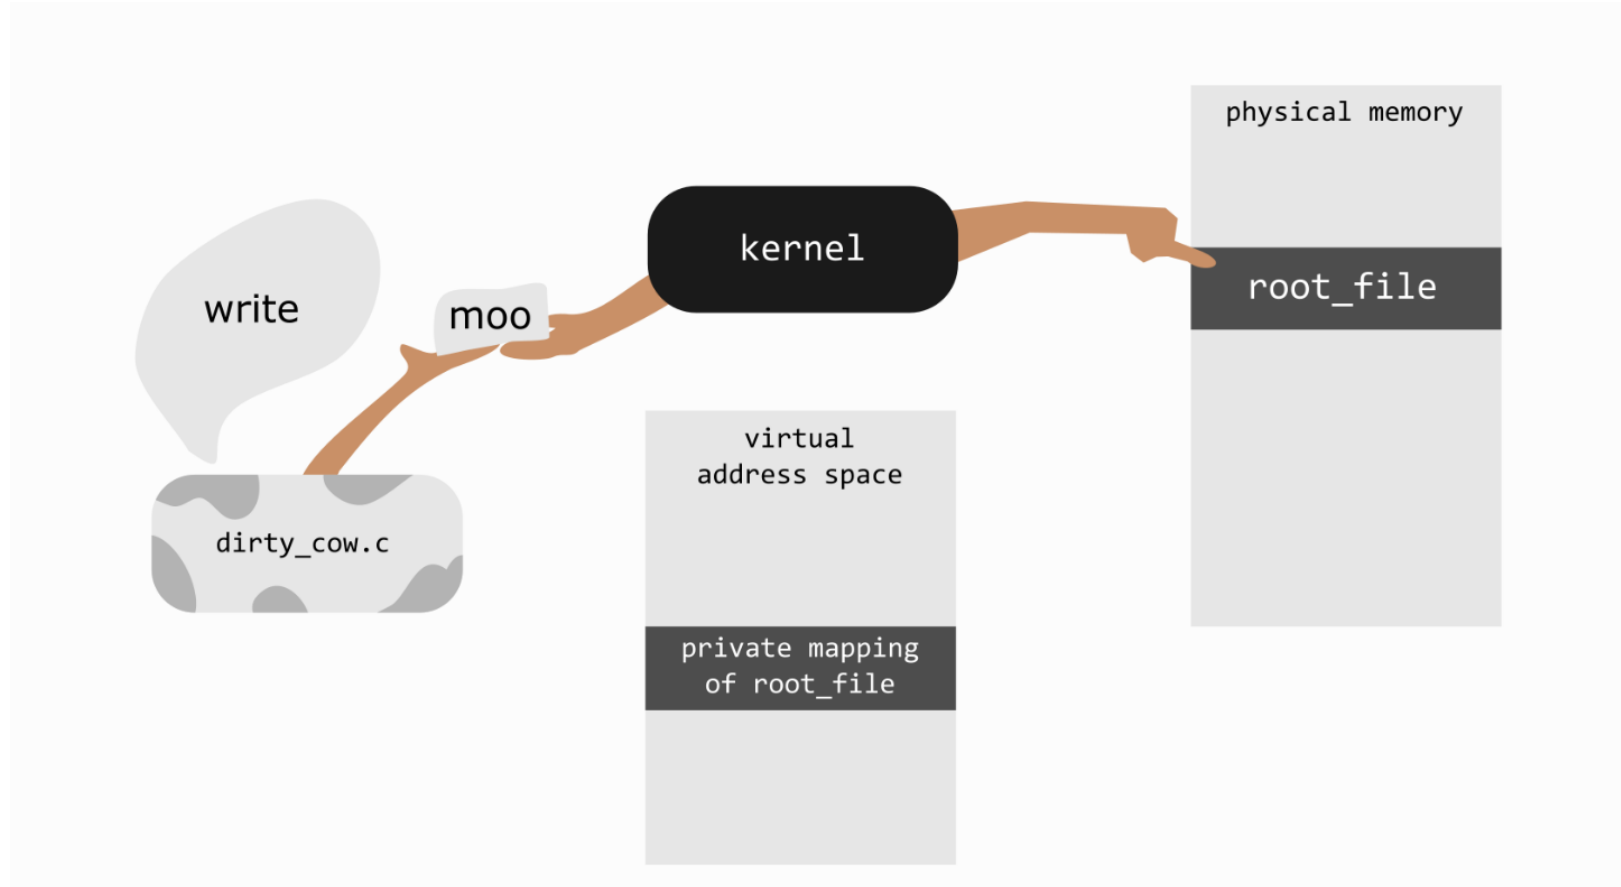 write
moo
dirty_cow.c
kernel
virtual
address space
private mapping
of root_file
physical memory
root_file